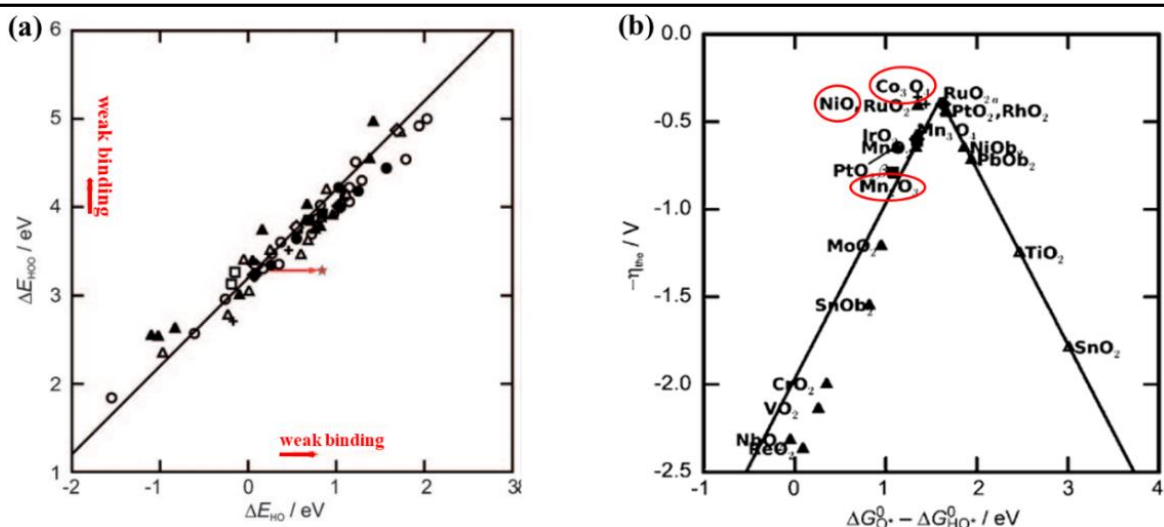 (a)
6
5
4
3
2
1
-2
-1
0
1
2
3
ΔE_HOO / eV
ΔE_HO / eV
weak binding
weak binding
(b)
0.0
-0.5
-1.0
-1.5
-2.0
-2.5
-1
0
1
2
3
4
-η_the / V
ΔG⁰_O* − ΔG⁰_HO* / eV
Co₃O₄
NiO, RuO₂
RuO₂
PtO₂, RhO₂
Mn₃O₄
NiOb₂
PbOb₂
Mn₂O₃
MoO₂
SnOb₂
TiO₂
SnO₂
CrO₂
VO₂
ReO₂